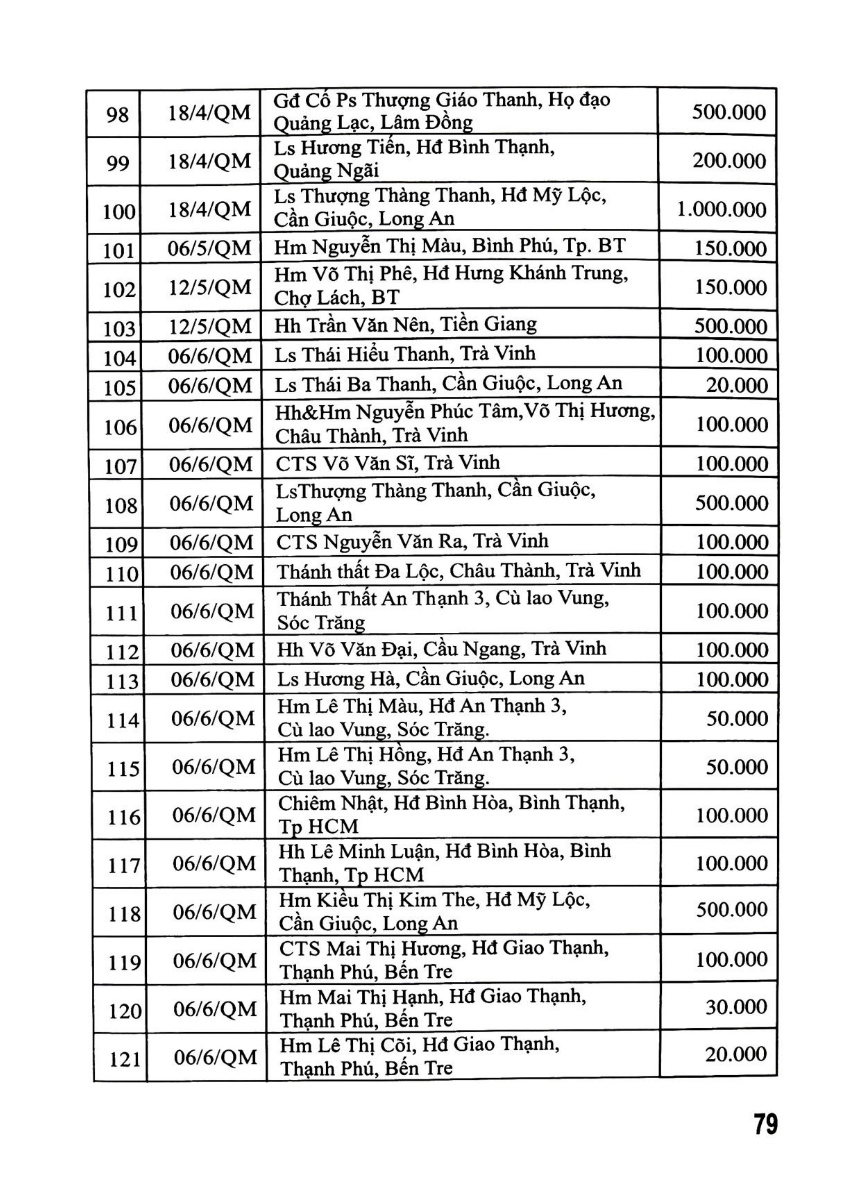 98 18/4/QM Gđ Cố Ps Thượng Giáo Thanh, Họ đạo 500.000
Quảng Lạc, Lâm Đồng
99 18/4/QM Ls Hương Tiến, Hđ Bình Thạnh, 200.000
Quảng Ngãi
100 18/4/QM Ls Thượng Thàng Thanh, Hđ Mỹ Lộc, 1.000.000
Cần Giuộc, Long An
101 06/5/QM Hm Nguyễn Thị Màu, Bình Phú, Tp. BT 150.000
102 12/5/QM Hm Võ Thị Phê, Hđ Hưng Khánh Trung, 150.000
Chợ Lách, BT
103 12/5/QM Hh Trần Văn Nên, Tiền Giang 500.000
104 06/6/QM Ls Thái Hiểu Thanh, Trà Vinh 100.000
105 06/6/QM Ls Thái Ba Thanh, Cần Giuộc, Long An 20.000
106 06/6/QM Hh&Hm Nguyễn Phúc Tâm,Võ Thị Hương, 100.000
Châu Thành, Trà Vinh
107 06/6/QM CTS Võ Văn Sĩ, Trà Vinh 100.000
108 06/6/QM LsThượng Thàng Thanh, Cần Giuộc, 500.000
Long An
109 06/6/QM CTS Nguyễn Văn Ra, Trà Vinh 100.000
110 06/6/QM Thánh thất Đa Lộc, Châu Thành, Trà Vinh 100.000
111 06/6/QM Thánh Thất An Thạnh 3, Cù lao Vung, 100.000
Sóc Trăng
112 06/6/QM Hh Võ Văn Đại, Cầu Ngang, Trà Vinh 100.000
113 06/6/QM Ls Hương Hà, Cần Giuộc, Long An 100.000
114 06/6/QM Hm Lê Thị Màu, Hđ An Thạnh 3, 50.000
Cù lao Vung, Sóc Trăng.
115 06/6/QM Hm Lê Thị Hồng, Hđ An Thạnh 3, 50.000
Cù lao Vung, Sóc Trăng.
116 06/6/QM Chiêm Nhật, Hđ Bình Hòa, Bình Thạnh, 100.000
Tp HCM
117 06/6/QM Hh Lê Minh Luận, Hđ Bình Hòa, Bình 100.000
Thạnh, Tp HCM
118 06/6/QM Hm Kiều Thị Kim The, Hđ Mỹ Lộc, 500.000
Cần Giuộc, Long An
119 06/6/QM CTS Mai Thị Hương, Hđ Giao Thạnh, 100.000
Thạnh Phú, Bến Tre
120 06/6/QM Hm Mai Thị Hạnh, Hđ Giao Thạnh, 30.000
Thạnh Phú, Bến Tre
121 06/6/QM Hm Lê Thị Cõi, Hđ Giao Thạnh, 20.000
Thạnh Phú, Bến Tre
79